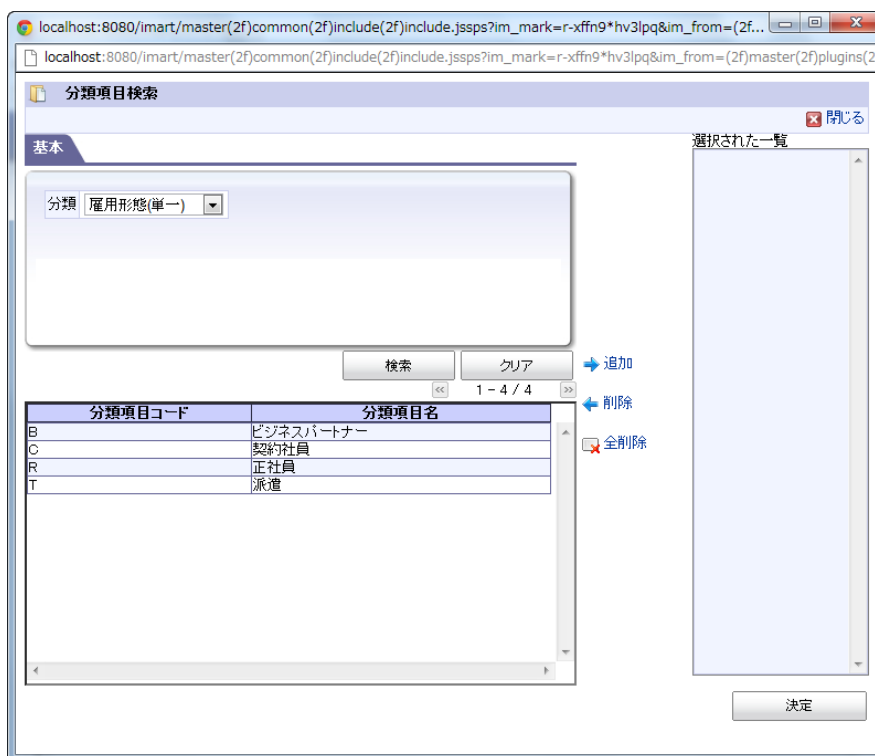 localhost:8080/imart/master(2f)common(2f)include(2f)include.jssps?im_mark=r-xffn9*hv3lpq&im_from=(2f...
localhost:8080/imart/master(2f)common(2f)include(2f)include.jssps?im_mark=r-xffn9*hv3lpq&im_from=(2f)master(2f)plugins(2
分類項目検索
閉じる
基本
選択された一覧
分類 雇用形態(単一)
検索 クリア
追加
1 - 4 / 4
削除
全削除
分類項目コード 分類項目名
B ビジネスパートナー
C 契約社員
R 正社員
T 派遣
決定